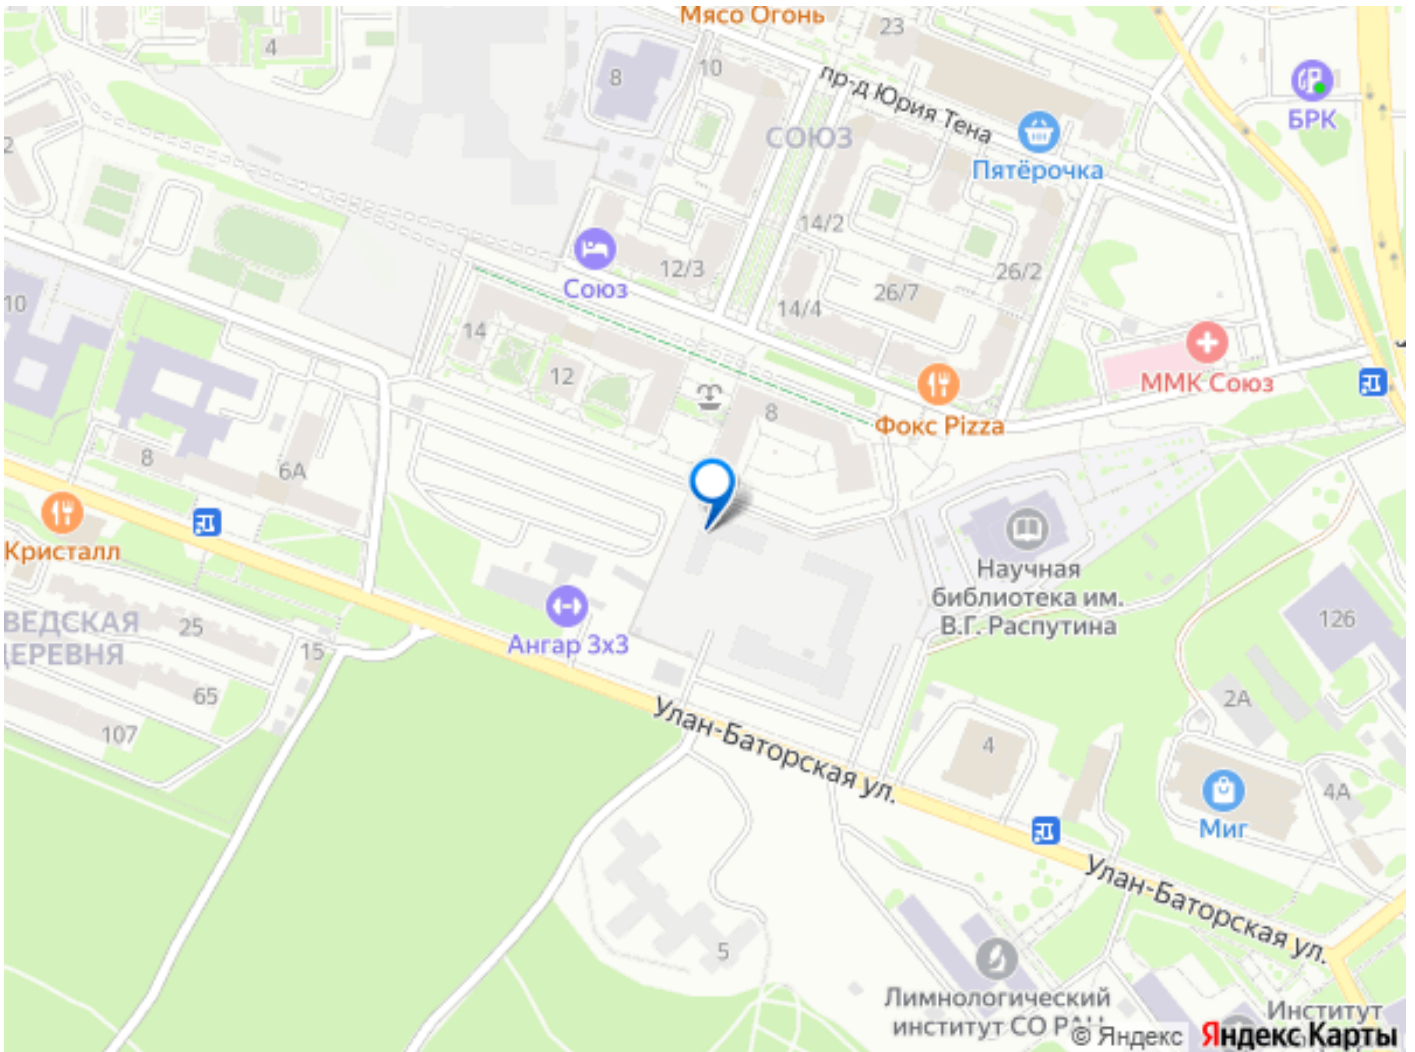 Мясо Огонь
4
8
10
23
пр-д Юрия Тена
БРК
СОЮЗ
Пятёрочка
2
14/2
12/3
26/2
Союз
26/7
10
14/4
14
12
ММК Союз
8
Фокс Pizza
8
6А
Кристалл
Научная
библиотека им.
В.Г. Распутина
ВЕДСКАЯ
ДЕРЕВНЯ
25
15
Ангар 3х3
126
65
107
2А
Улан-Баторская ул.
4
Миг
4А
Улан-Баторская ул.
5
Лимнологический
институт СО РАН
Институт
© Яндекс Яндекс Карты